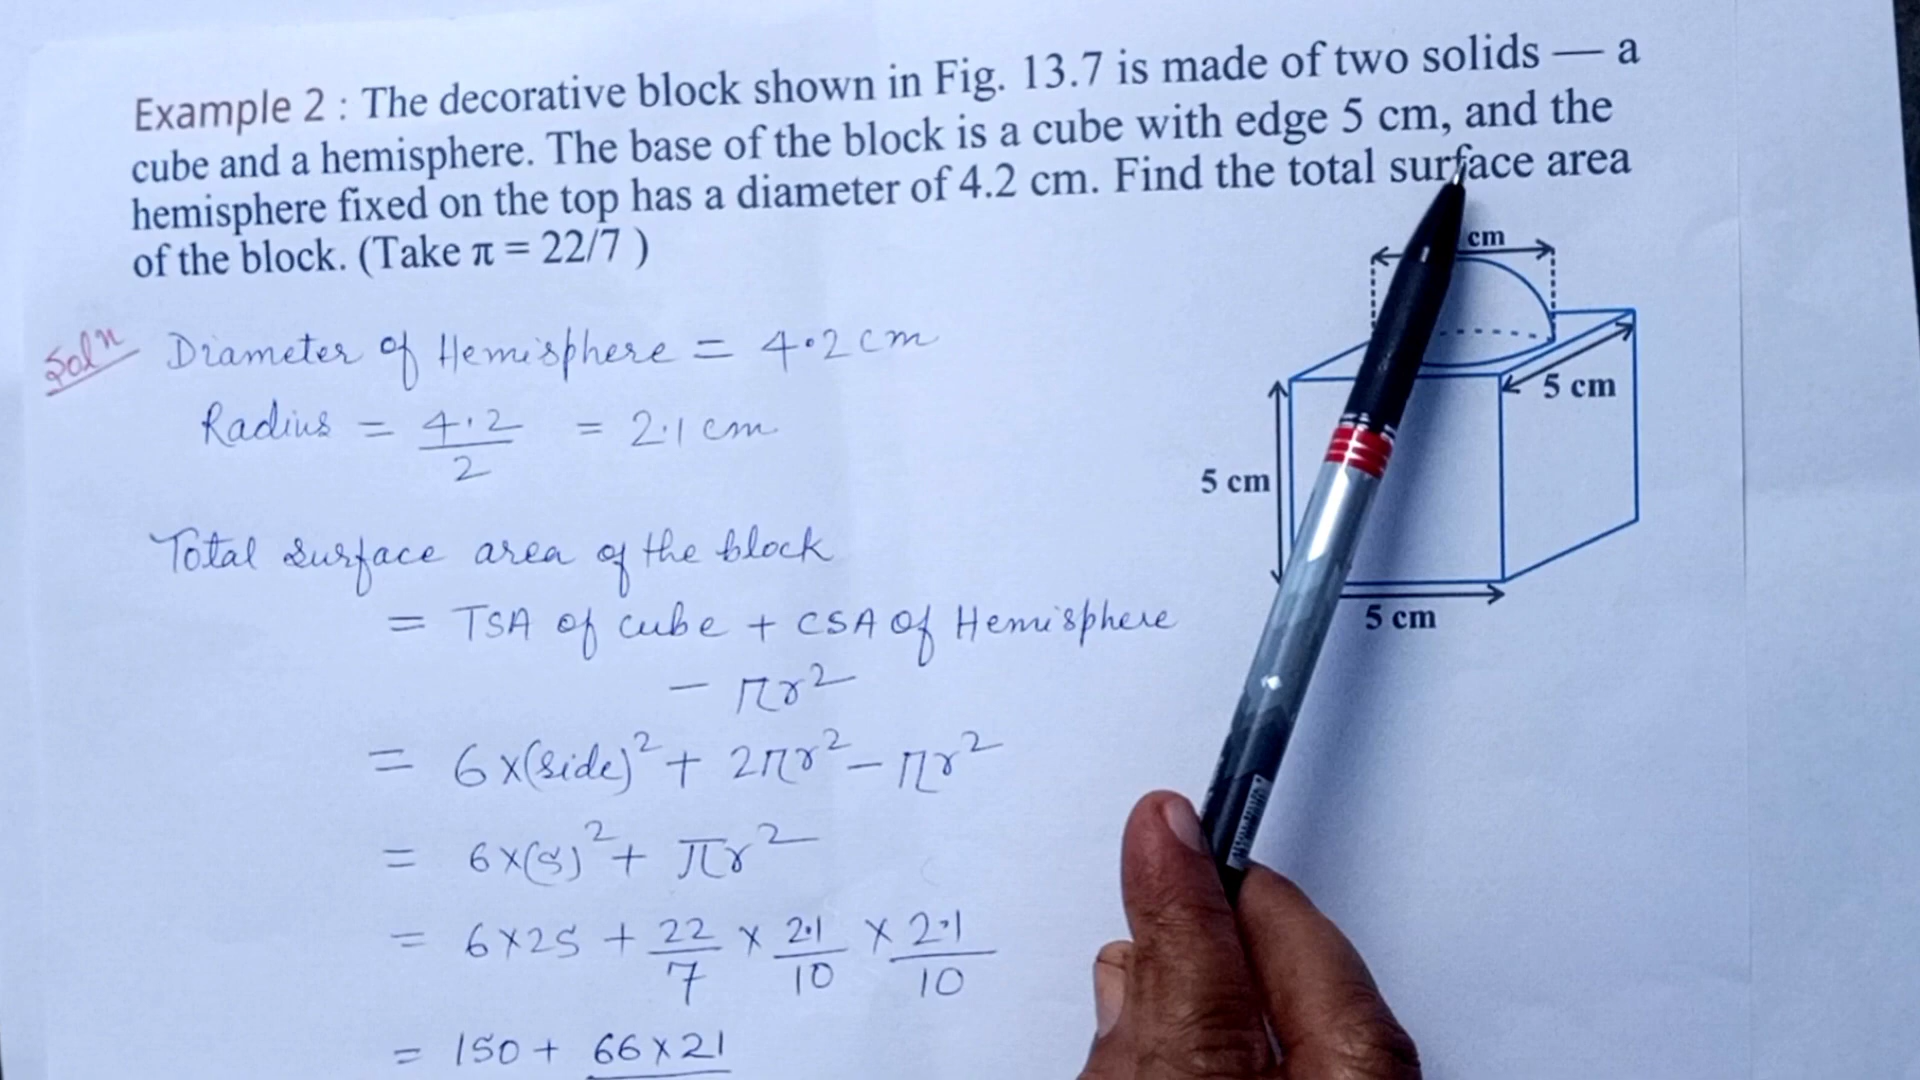 Example 2 : The decorative block shown in Fig. 13.7 is made of two solids — a
cube and a hemisphere. The base of the block is a cube with edge 5 cm, and the
hemisphere fixed on the top has a diameter of 4.2 cm. Find the total surface area
of the block. (Take π = 22/7 )
cm
5 cm
5 cm
5 cm
Solⁿ Diameter of Hemisphere = 4.2 cm
Radius = 4.2/2 = 2.1 cm
Total surface area of the block
= TSA of cube + CSA of Hemisphere
- πr²
= 6×(side)² + 2πr² - πr²
= 6×(5)² + πr²
= 6×25 + 22/7 × 2.1/10 × 2.1/10
= 150 + 66×21